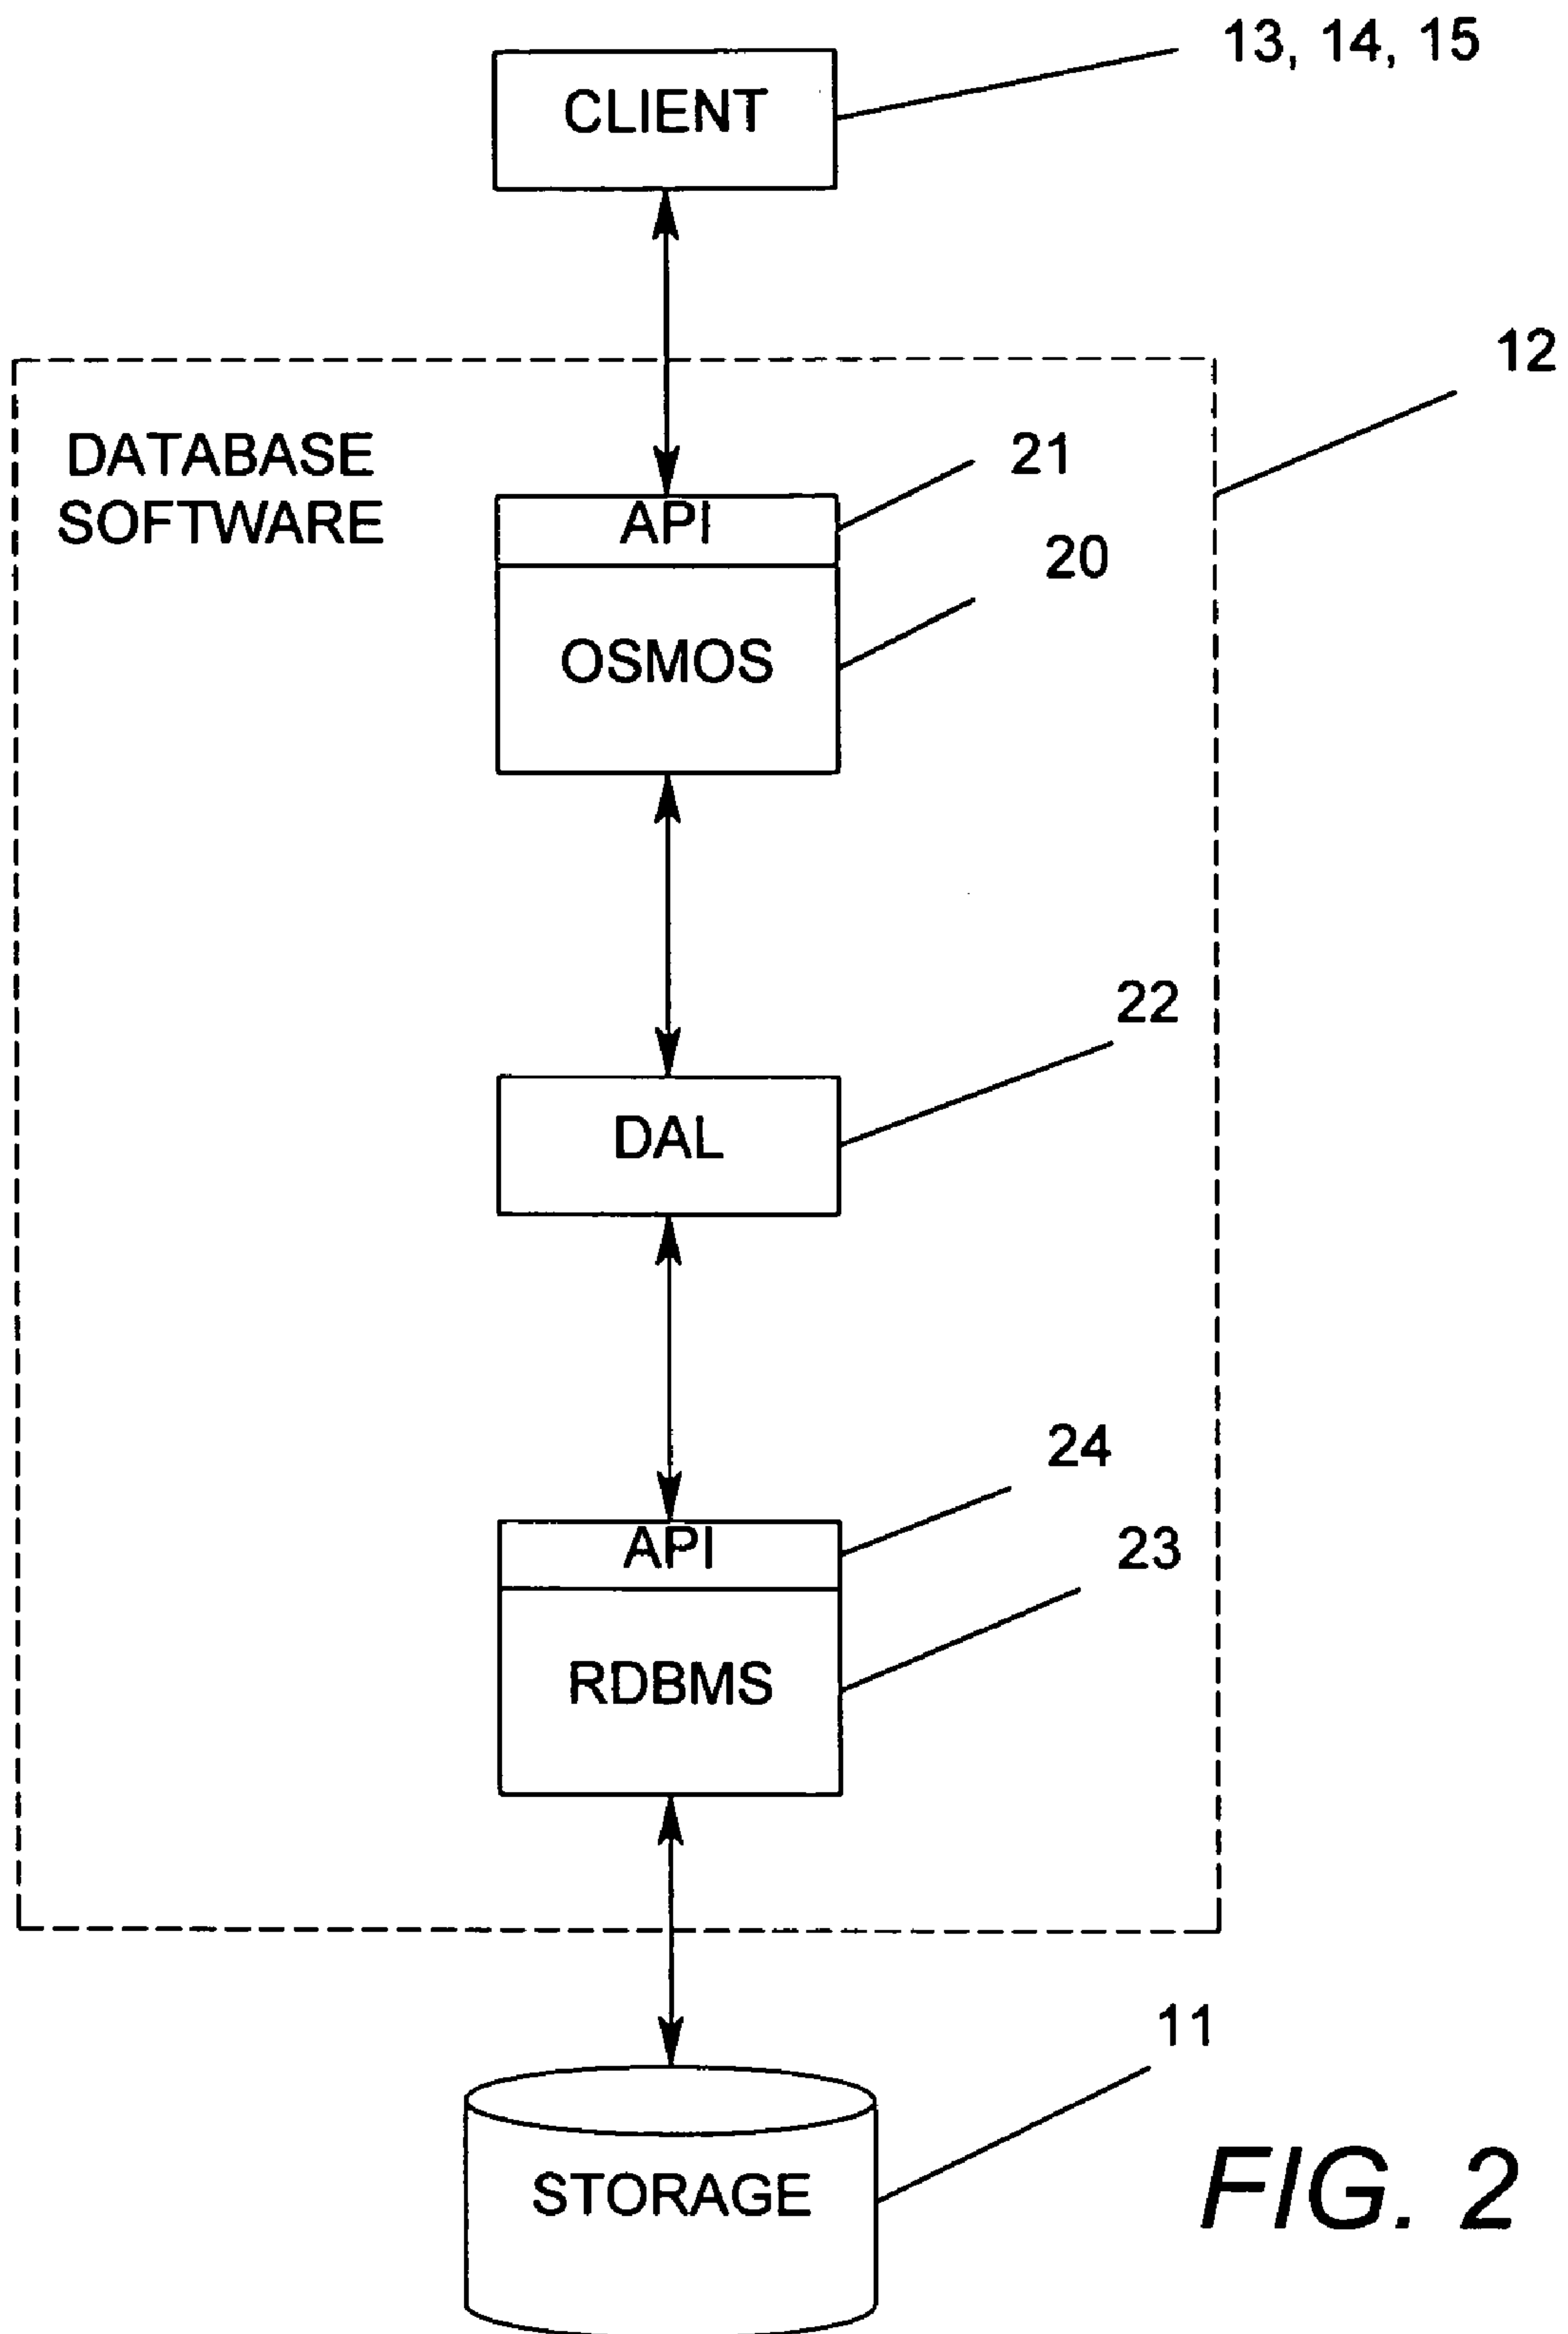 13, 14, 15
CLIENT
12
DATABASE
SOFTWARE
21
API
20
OSMOS
22
DAL
24
API
23
RDBMS
11
STORAGE
FIG. 2